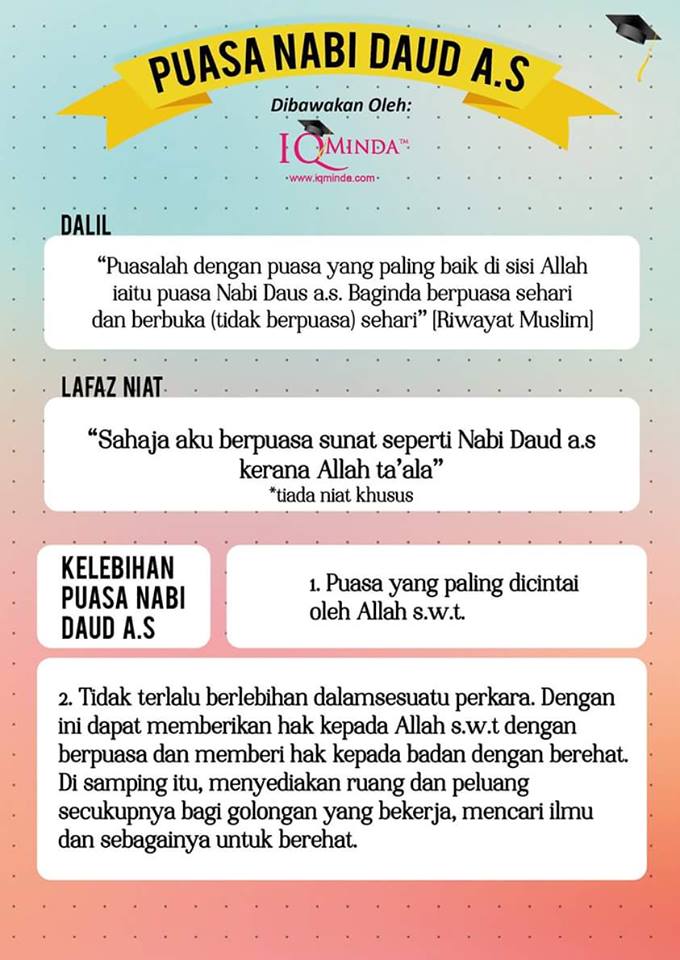 PUASA NABI DAUD A.S
Dibawakan Oleh:
IQMINDA™
•www.iqminda.com•
DALIL
“Puasalah dengan puasa yang paling baik di sisi Allah
iaitu puasa Nabi Daus a.s. Baginda berpuasa sehari
dan berbuka (tidak berpuasa) sehari” [Riwayat Muslim]
LAFAZ NIAT
“Sahaja aku berpuasa sunat seperti Nabi Daud a.s
kerana Allah ta’ala”
*tiada niat khusus
KELEBIHAN
PUASA NABI
DAUD A.S
1. Puasa yang paling dicintai
oleh Allah s.w.t.
2. Tidak terlalu berlebihan dalamsesuatu perkara. Dengan
ini dapat memberikan hak kepada Allah s.w.t dengan
berpuasa dan memberi hak kepada badan dengan berehat.
Di samping itu, menyediakan ruang dan peluang
secukupnya bagi golongan yang bekerja, mencari ilmu
dan sebagainya untuk berehat.